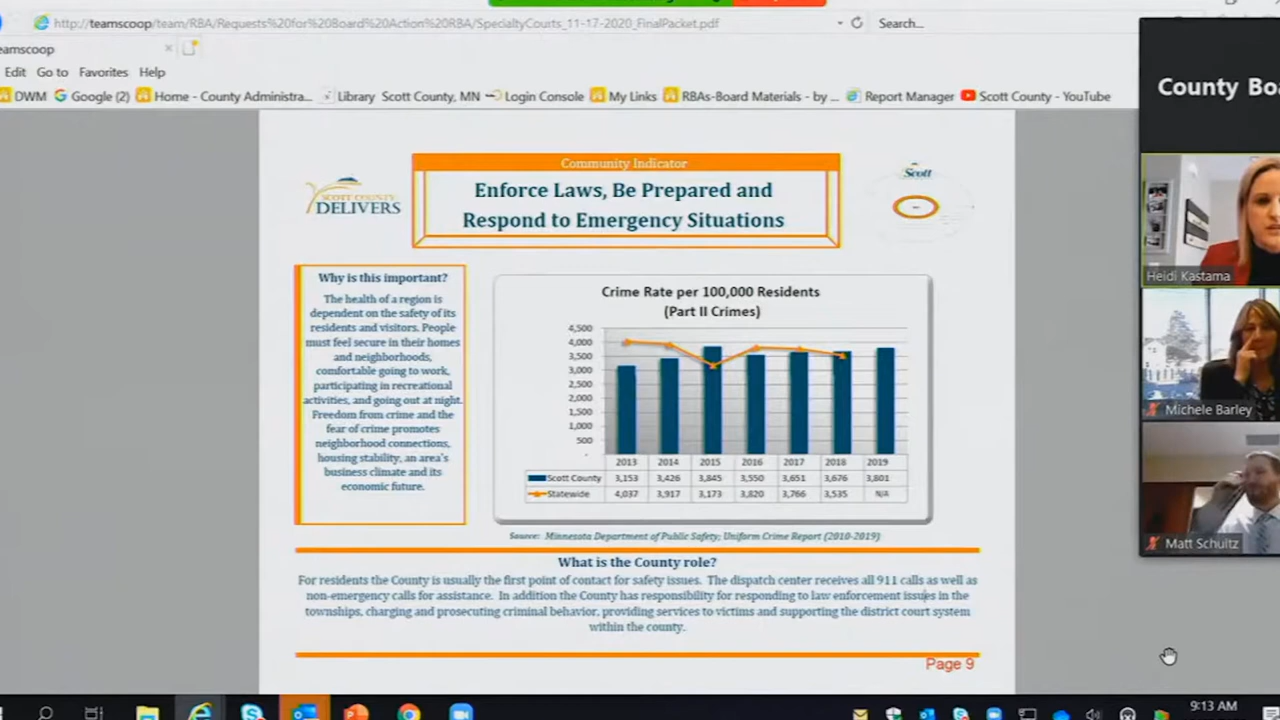 http://teamscoop/team/RBA/Requests%20for%20Board%20Action%20RBA/SpecialtyCourts_11-17-2020_FinalPacket.pdf
Search...
eamscoop
Edit Go to Favorites Help
DWM Google (2) Home - County Administra... Library Scott County, MN Login Console My Links RBAs-Board Materials - by ... Report Manager Scott County - YouTube
County Boa
Community Indicator
Enforce Laws, Be Prepared and
Respond to Emergency Situations
SCOTT COUNTY
DELIVERS
Scott
Heidi Kastama
Michele Barley
Matt Schultz
Why is this important?
The health of a region is
dependent on the safety of its
residents and visitors. People
must feel secure in their homes
and neighborhoods,
comfortable going to work,
participating in recreational
activities, and going out at night.
Freedom from crime and the
fear of crime promotes
neighborhood connections,
housing stability, an area's
business climate and its
economic future.
Crime Rate per 100,000 Residents
(Part II Crimes)
4,500
4,000
3,500
3,000
2,500
2,000
1,500
1,000
500
-
2013 2014 2015 2016 2017 2018 2019
Scott County 3,153 3,426 3,845 3,550 3,651 3,676 3,801
Statewide 4,037 3,917 3,173 3,820 3,766 3,535 N/A
Source: Minnesota Department of Public Safety; Uniform Crime Report (2010-2019)
What is the County role?
For residents the County is usually the first point of contact for safety issues. The dispatch center receives all 911 calls as well as
non-emergency calls for assistance. In addition the County has responsibility for responding to law enforcement issues in the
townships, charging and prosecuting criminal behavior, providing services to victims and supporting the district court system
within the county.
Page 9
9:13 AM